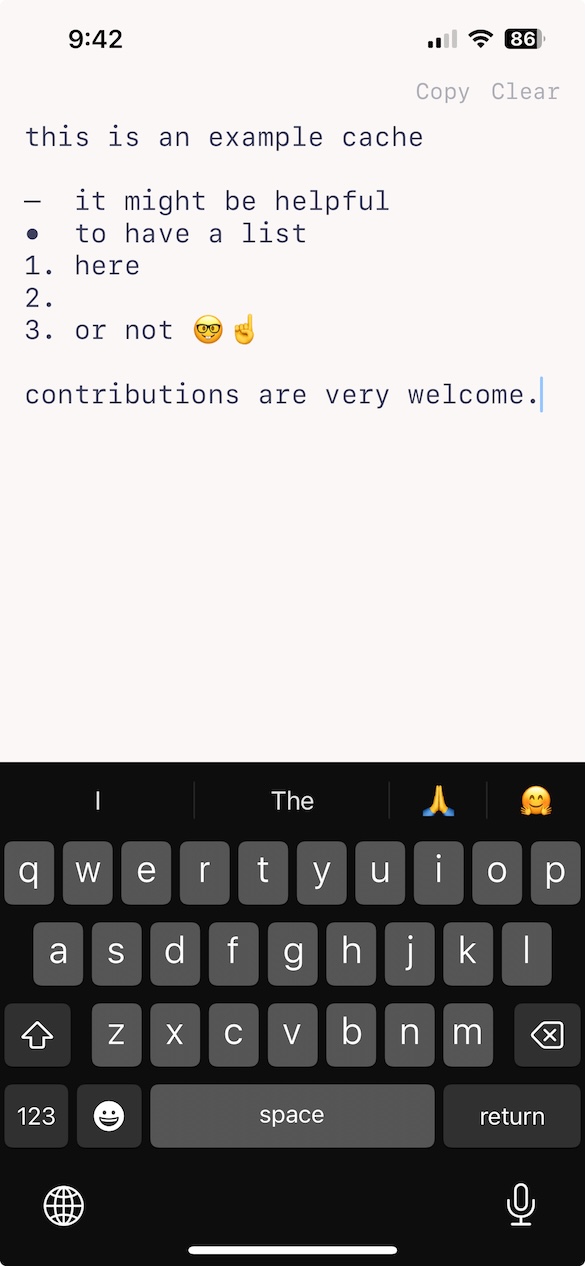 9:42
86
Copy Clear
this is an example cache
— it might be helpful
• to have a list
1. here
2.
3. or not 🤓☝️
contributions are very welcome.
I The 🙏 🤗
q w e r t y u i o p
a s d f g h j k l
z x c v b n m
123 space return